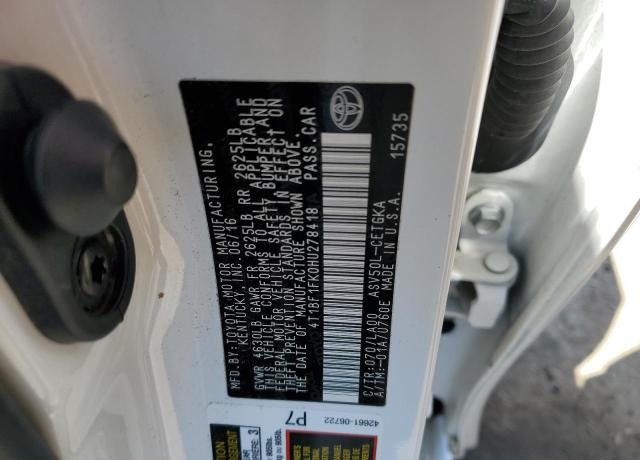 MFD.BY:TOYOTA MOTOR MANUFACTURING,
KENTUCKY, INC. 06/16
GVWR 4630LB GAWR FR 2625LB RR 2625LB
THIS VEHICLE CONFORMS TO ALL APPLICABLE
FEDERAL MOTOR VEHICLE SAFETY BUMPER, AND
THEFT PREVENTION STANDARDS IN EFFECT ON
THE DATE OF MANUFACTURE SHOWN ABOVE.
4T1BF1FK0HU278418 PASS.CAR
C/TR:070/LA00 ASV50L-CETGKA
A/TM:-01A/U760E MADE IN U.S.A.
15735
42661-06722
P7